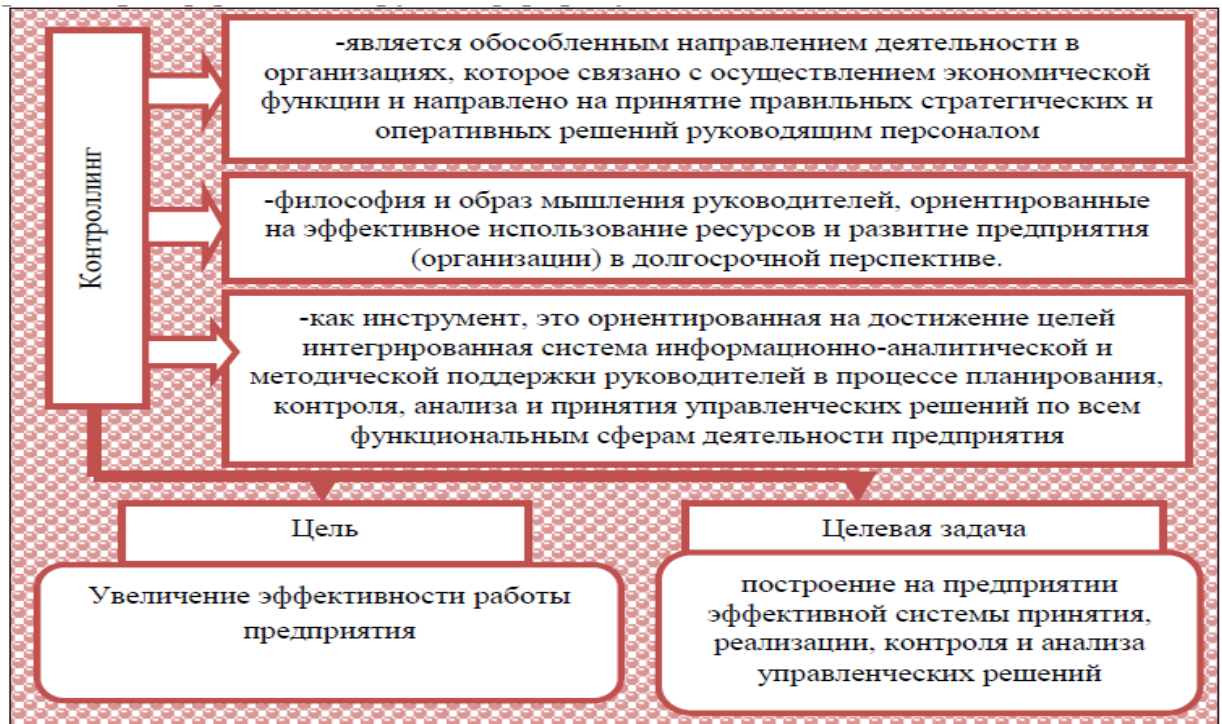 Контроллинг
-является обособленным направлением деятельности в
организациях, которое связано с осуществлением экономической
функции и направлено на принятие правильных стратегических и
оперативных решений руководящим персоналом
-философия и образ мышления руководителей, ориентированные
на эффективное использование ресурсов и развитие предприятия
(организации) в долгосрочной перспективе.
-как инструмент, это ориентированная на достижение целей
интегрированная система информационно-аналитической и
методической поддержки руководителей в процессе планирования,
контроля, анализа и принятия управленческих решений по всем
функциональным сферам деятельности предприятия
Цель
Увеличение эффективности работы
предприятия
Целевая задача
построение на предприятии
эффективной системы принятия,
реализации, контроля и анализа
управленческих решений